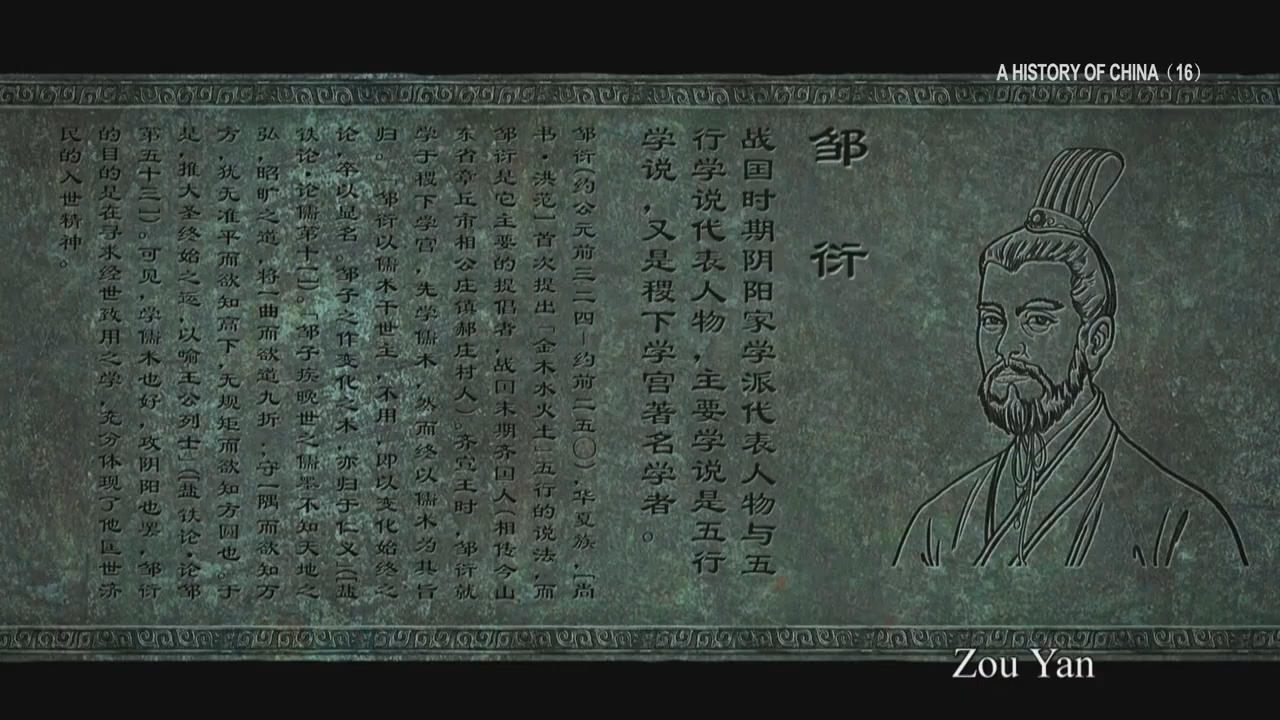 A HISTORY OF CHINA（16）
邹 衍
战国时期阴阳家学派代表人物与五
行学说代表人物，主要学说是五行
学说，又是稷下学宫著名学者。
邹衍(约公元前三二四—约前二五〇)，华夏族，[尚
书·洪范]首次提出「金木水火土」五行的说法，而
邹衍是它主要的提倡者，战国末期齐国人(相传今山
东省章丘市相公庄镇郝庄村人)。齐宣王时，邹衍就
学于稷下学宫，先学儒术，然而终以儒术为其旨
归。「邹衍以儒术干世主，不用，即以变化始终之
论，卒以显名。邹子之作变化之术，亦归于仁义」(盐
铁论·论儒第十一)。「邹子疾晚世之儒墨不知天地之
弘，昭旷之道，将一曲而欲道九折，守一隅而欲知万
方，犹无准平而欲知高下，无规矩而欲知方圆也。于
是，推大圣终始之运，以喻王公列士」(盐铁论·论邹
第五十三)。可见，学儒术也好，攻阴阳也罢，邹衍
的目的是在寻求经世致用之学，充分体现了他匡世济
民的入世精神。
Zou Yan